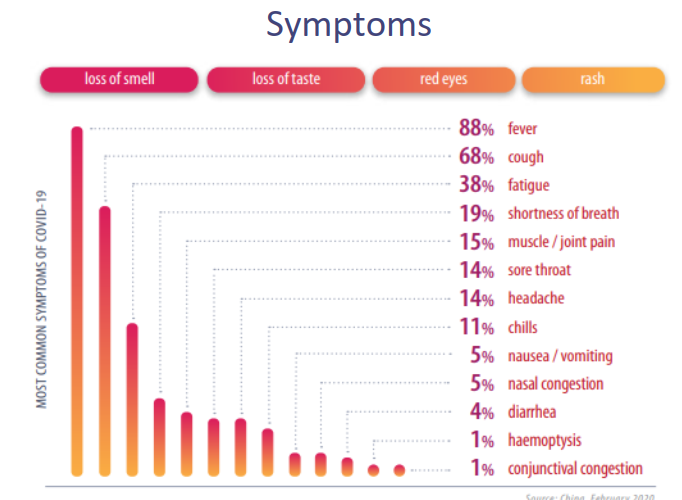 Symptoms
loss of smell
loss of taste
red eyes
rash
MOST COMMON SYMPTOMS OF COVID-19
88% fever
68% cough
38% fatigue
19% shortness of breath
15% muscle / joint pain
14% sore throat
14% headache
11% chills
5% nausea / vomiting
5% nasal congestion
4% diarrhea
1% haemoptysis
1% conjunctival congestion
Source: China, February 2020